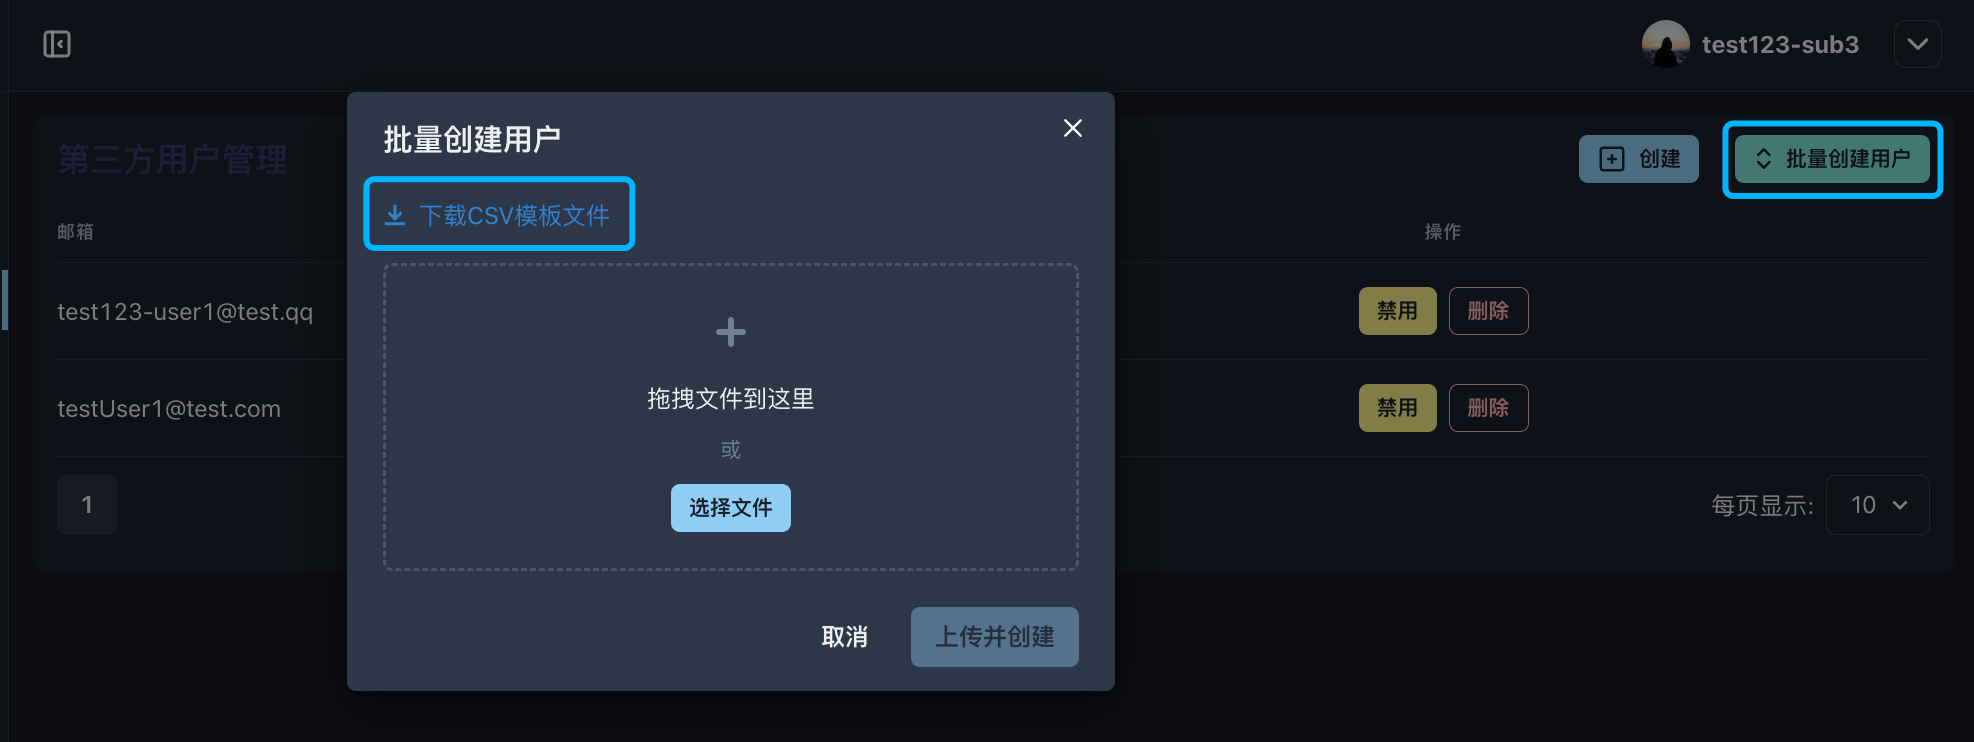 test123-sub3
第三方用户管理
创建
批量创建用户
邮箱
操作
test123-user1@test.qq
禁用
删除
testUser1@test.com
禁用
删除
1
每页显示:
10
批量创建用户
下载CSV模板文件
拖拽文件到这里
或
选择文件
取消
上传并创建